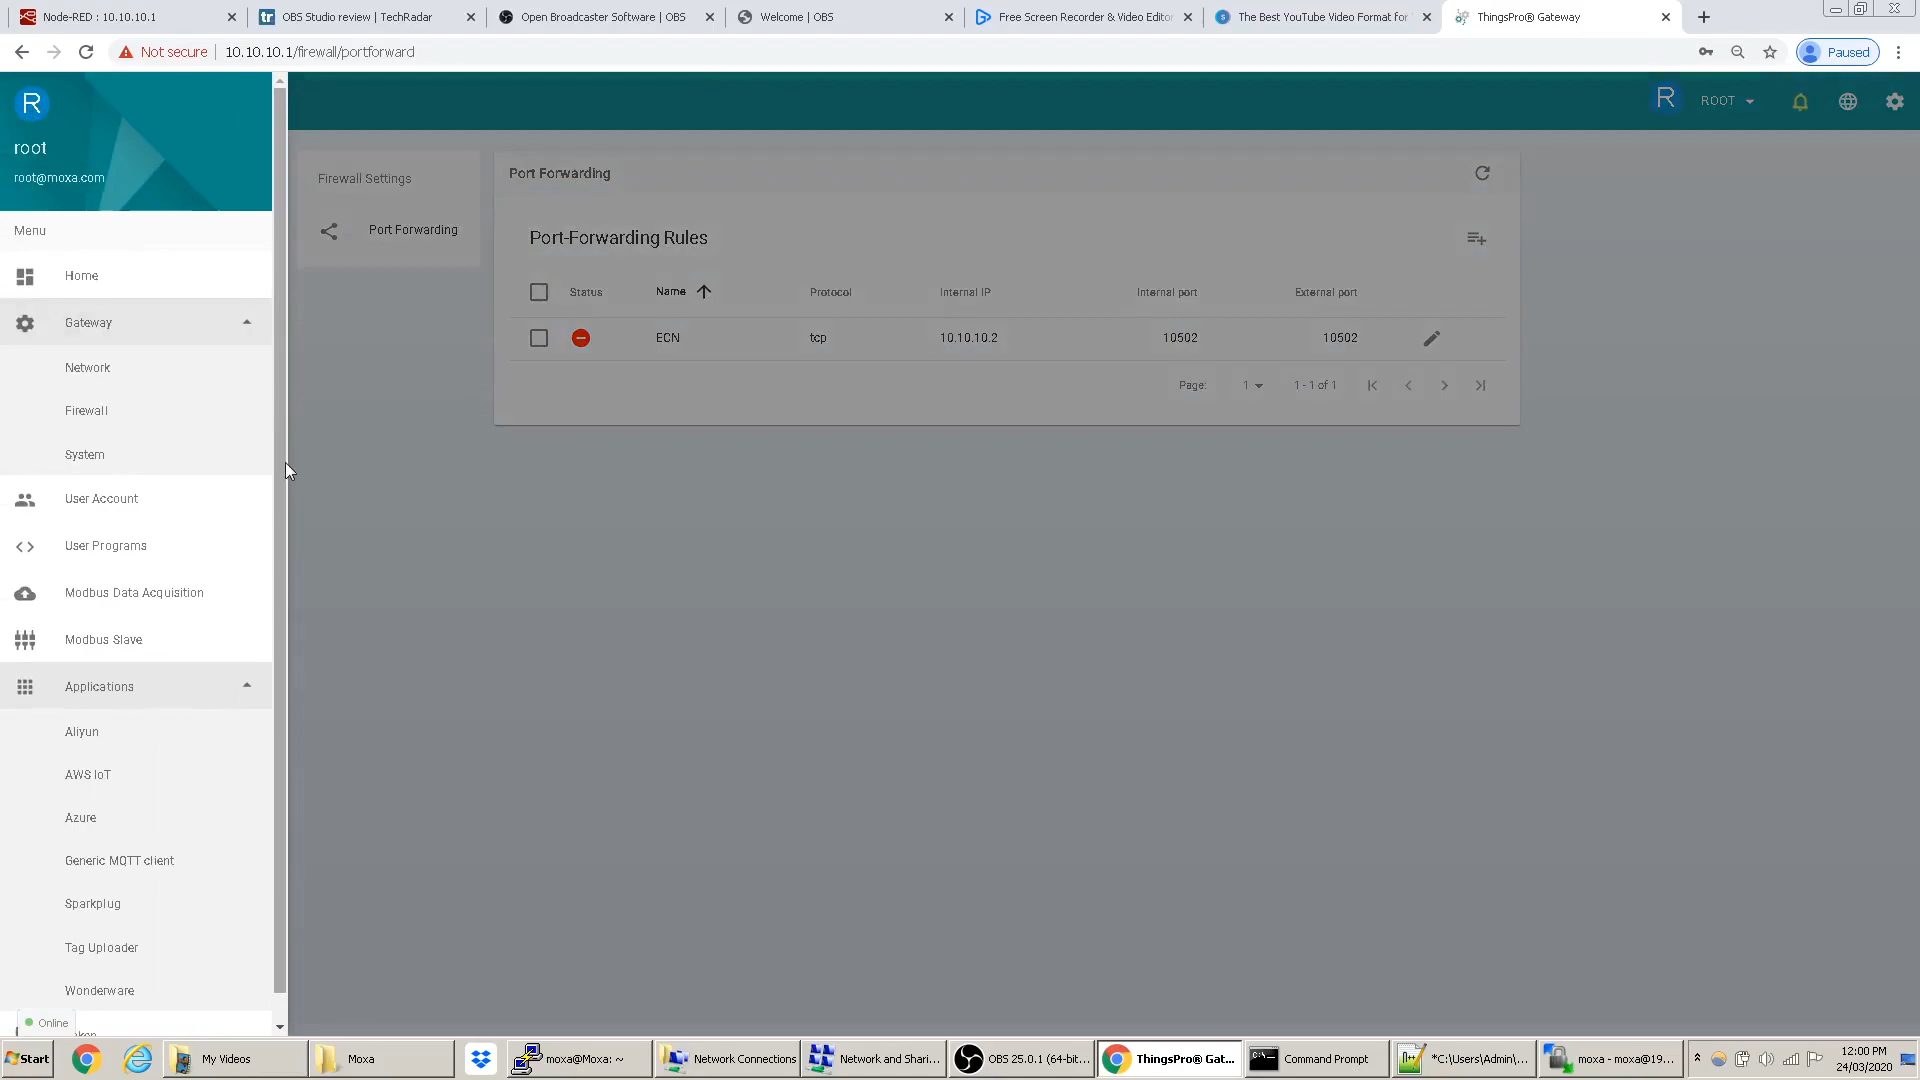 Node-RED : 10.10.10.1
OBS Studio review | TechRadar
Open Broadcaster Software | OBS
Welcome | OBS
Free Screen Recorder & Video Editor
The Best YouTube Video Format for
ThingsPro® Gateway
Not secure
10.10.10.1/firewall/portforward
Paused
R
root
root@moxa.com
Menu
Home
Gateway
Network
Firewall
System
User Account
User Programs
Modbus Data Acquisition
Modbus Slave
Applications
Aliyun
AWS IoT
Azure
Generic MQTT client
Sparkplug
Tag Uploader
Wonderware
Online
R
ROOT
Firewall Settings
Port Forwarding
Port Forwarding
Port-Forwarding Rules
Status Name Protocol Internal IP Internal port External port
ECN tcp 10.10.10.2 10502 10502
Page: 1 1 - 1 of 1
Start
My Videos
Moxa
moxa@Moxa: ~
Network Connections
Network and Shari...
OBS 25.0.1 (64-bit...
ThingsPro® Gat...
Command Prompt
*C:\Users\Admin\...
moxa - moxa@19...
12:00 PM
24/03/2020